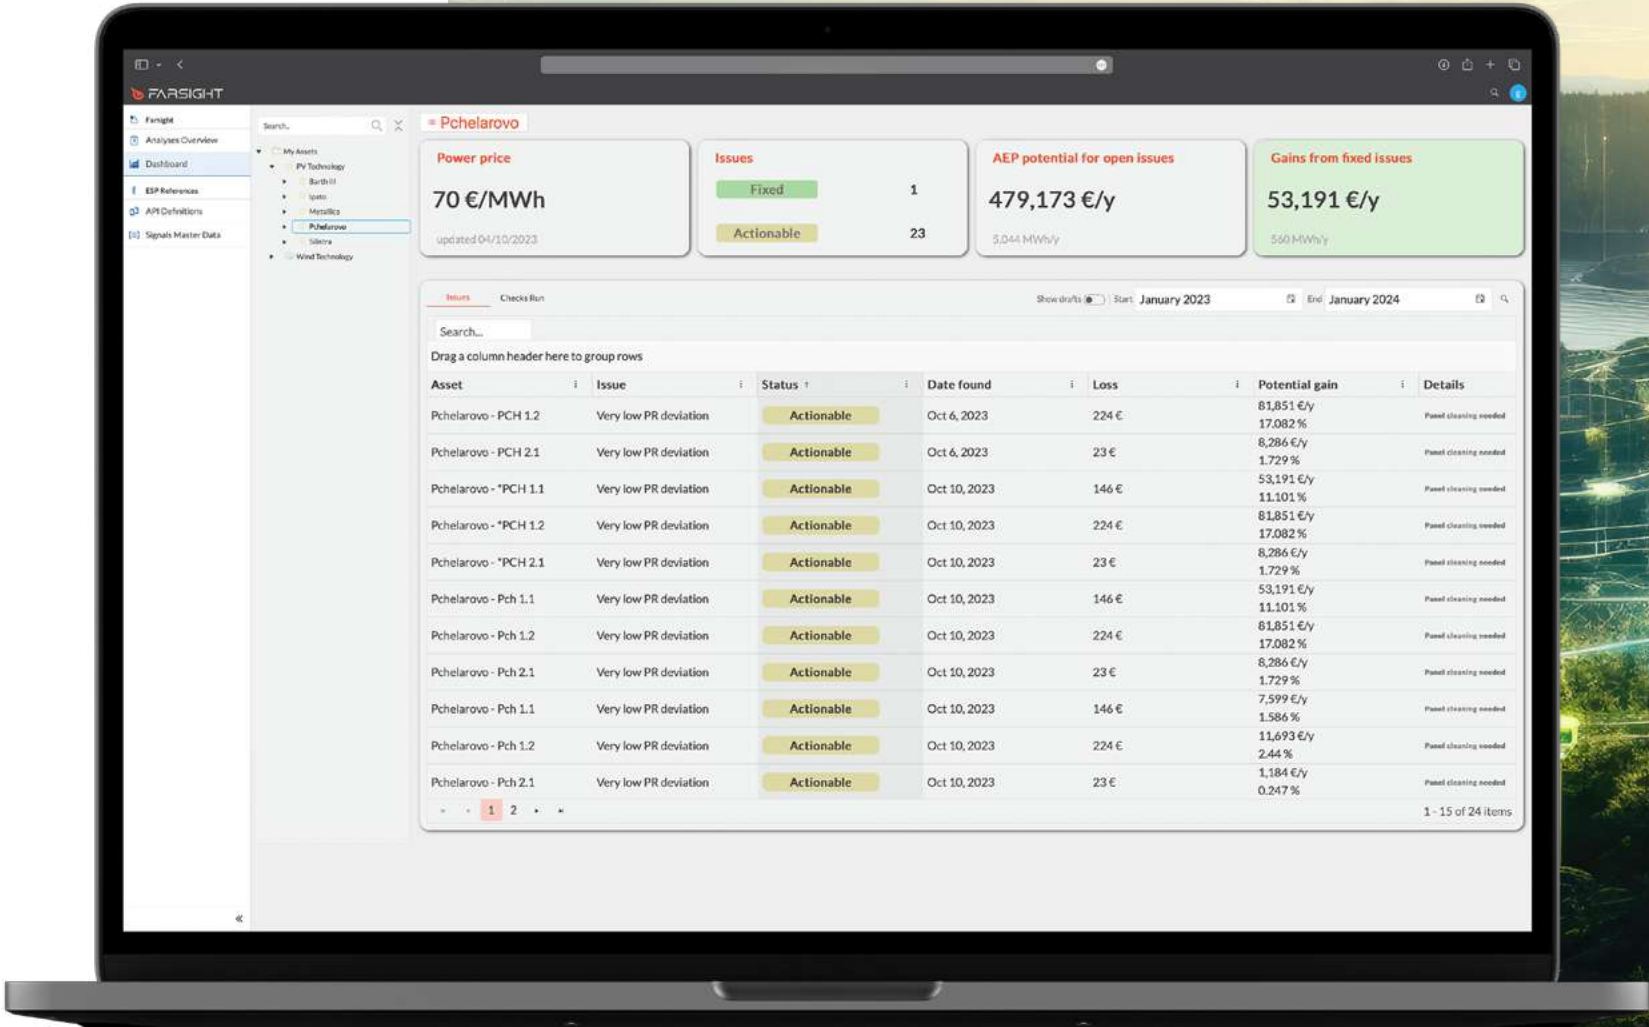 FARSIGHT
Farsight
Analyses Overview
Dashboard
ESP References
API Definitions
Signals Master Data
Search..
My Assets
PV Technology
Barth III
Ipato
Metallica
Pchelarovo
Silistra
Wind Technology
Pchelarovo
Power price
70 €/MWh
updated 04/10/2023
Issues
Fixed 1
Actionable 23
AEP potential for open issues
479,173 €/y
5,044 MWh/y
Gains from fixed issues
53,191 €/y
560 MWh/y
Issues Checks Run
Show drafts Start January 2023 End January 2024
Search...
Drag a column header here to group rows
Asset Issue Status ↑ Date found Loss Potential gain Details
Pchelarovo - PCH 1.2 Very low PR deviation Actionable Oct 6, 2023 224 € 81,851 €/y Panel cleaning needed
17.082 %
Pchelarovo - PCH 2.1 Very low PR deviation Actionable Oct 6, 2023 23 € 8,286 €/y Panel cleaning needed
1.729 %
Pchelarovo - "PCH 1.1 Very low PR deviation Actionable Oct 10, 2023 146 € 53,191 €/y Panel cleaning needed
11.101 %
Pchelarovo - "PCH 1.2 Very low PR deviation Actionable Oct 10, 2023 224 € 81,851 €/y Panel cleaning needed
17.082 %
Pchelarovo - "PCH 2.1 Very low PR deviation Actionable Oct 10, 2023 23 € 8,286 €/y Panel cleaning needed
1.729 %
Pchelarovo - Pch 1.1 Very low PR deviation Actionable Oct 10, 2023 146 € 53,191 €/y Panel cleaning needed
11.101 %
Pchelarovo - Pch 1.2 Very low PR deviation Actionable Oct 10, 2023 224 € 81,851 €/y Panel cleaning needed
17.082 %
Pchelarovo - Pch 2.1 Very low PR deviation Actionable Oct 10, 2023 23 € 8,286 €/y Panel cleaning needed
1.729 %
Pchelarovo - Pch 1.1 Very low PR deviation Actionable Oct 10, 2023 146 € 7,599 €/y Panel cleaning needed
1.586 %
Pchelarovo - Pch 1.2 Very low PR deviation Actionable Oct 10, 2023 224 € 11,693 €/y Panel cleaning needed
2.44 %
Pchelarovo - Pch 2.1 Very low PR deviation Actionable Oct 10, 2023 23 € 1,184 €/y Panel cleaning needed
0.247 %
1 2 1 - 15 of 24 items